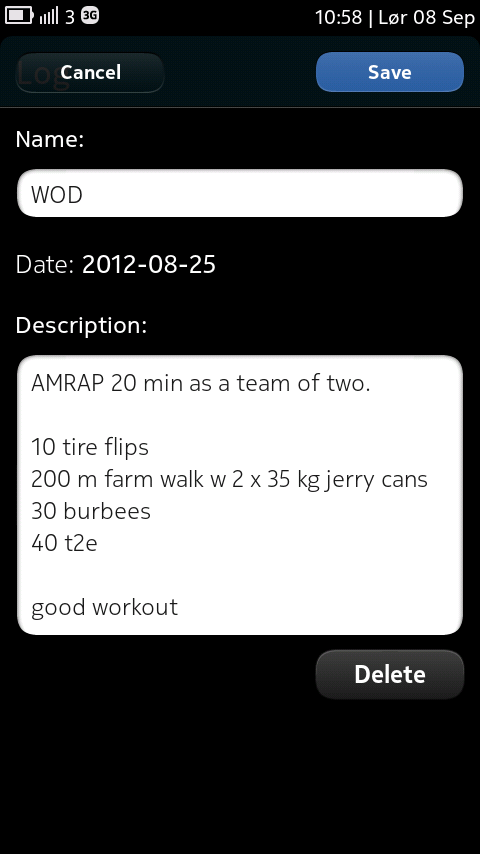 3 3G 10:58 | Lør 08 Sep
Log
Cancel Save
Name:
WOD
Date: 2012-08-25
Description:
AMRAP 20 min as a team of two.
10 tire flips
200 m farm walk w 2 x 35 kg jerry cans
30 burbees
40 t2e
good workout
Delete